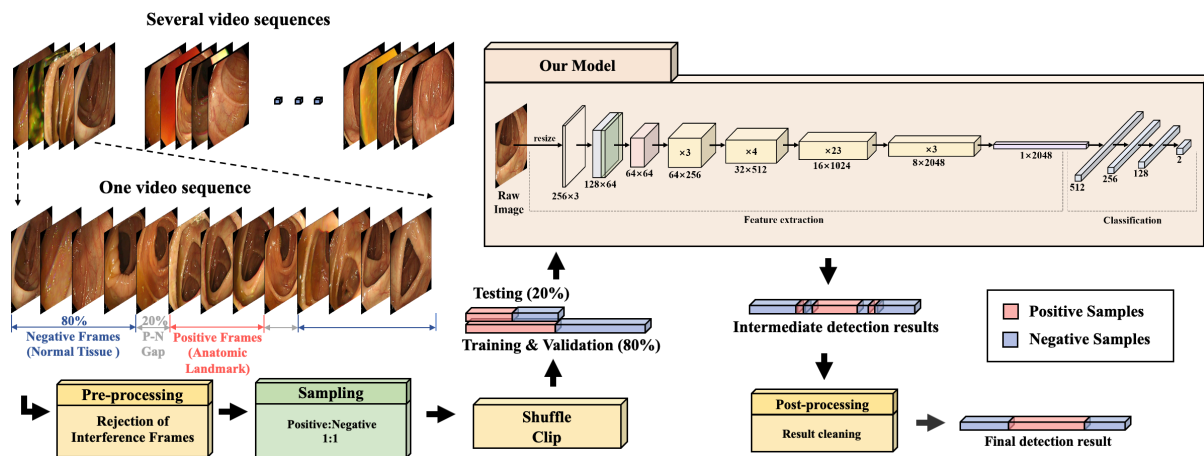 Several video sequences
One video sequence
80%
Negative Frames
(Normal Tissue )
20%
P-N
Gap
Positive Frames
(Anatomic
Landmark)
Pre-processing
Rejection of
Interference Frames
Sampling
Positive:Negative
1:1
Shuffle
Clip
Testing (20%)
Training & Validation (80%)
Our Model
Raw
Image
resize
256×3
128×64
64×64
×3
64×256
×4
32×512
×23
16×1024
×3
8×2048
1×2048
512
256
128
2
Feature extraction
Classification
Intermediate detection results
Positive Samples
Negative Samples
Post-processing
Result cleaning
Final detection result